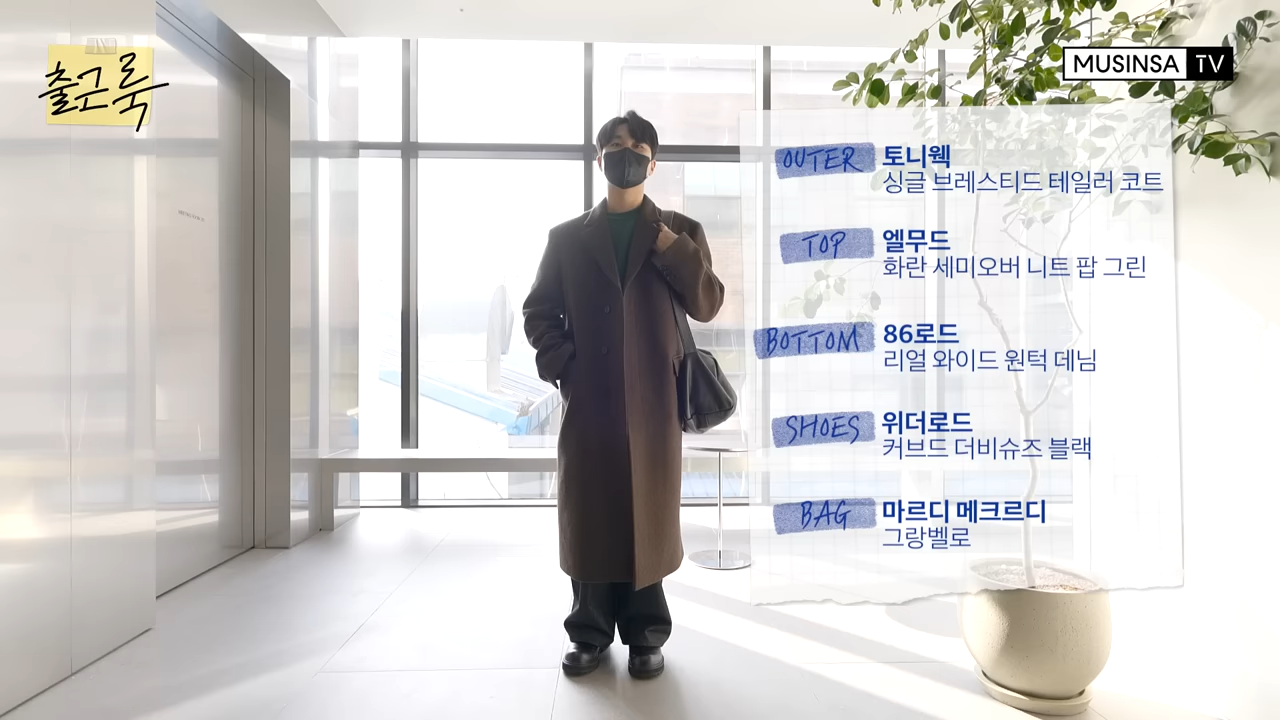 출근룩
MUSINSA TV
OUTER 토니웩
싱글 브레스티드 테일러 코트
TOP 엘무드
화란 세미오버 니트 팝 그린
BOTTOM 86로드
리얼 와이드 원턱 데님
SHOES 위더로드
커브드 더비슈즈 블랙
BAG 마르디 메크르디
그랑벨로